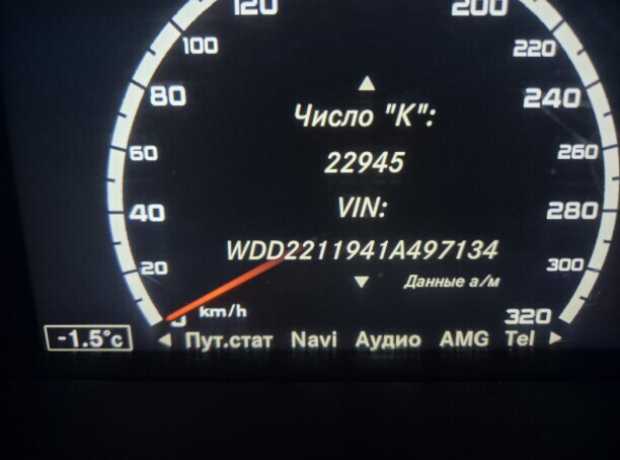 120 200
100 220
80 240
Число "К":
60 22945 260
VIN:
40 280
WDD2211941A497134
20 300
Данные а/м
km/h
320
-1.5°c Пут.стат Navi Аудио AMG Tel